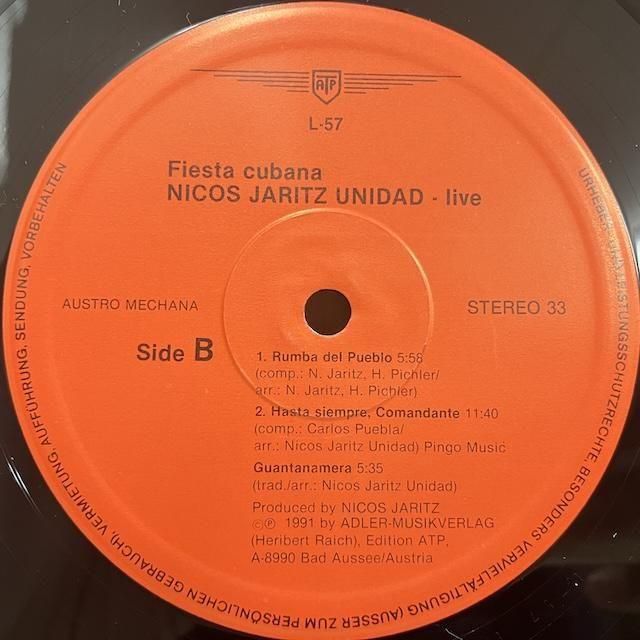 ATP
L-57
Fiesta cubana
NICOS JARITZ UNIDAD - live
AUSTRO MECHANA
STEREO 33
Side B
1. Rumba del Pueblo 5:58
(comp.: N. Jaritz, H. Pichler/
arr.: N. Jaritz, H. Pichler)
2. Hasta siempre, Comandante 11:40
(comp.: Carlos Puebla/
arr.: Nicos Jaritz Unidad) Pingo Music
Guantanamera 5:35
(trad./arr.: Nicos Jaritz Unidad)
Produced by NICOS JARITZ
©℗ 1991 by ADLER-MUSIKVERLAG
(Heribert Raich), Edition ATP,
A-8990 Bad Aussee/Austria
URHEBER- UND LEISTUNGSSCHUTZRECHTE, BESONDERS VERVIELFÄLTIGUNG (AUSSER ZUM PERSÖNLICHEN GEBRAUCH), VERMIETUNG, AUFFÜHRUNG, SENDUNG, VORBEHALTEN